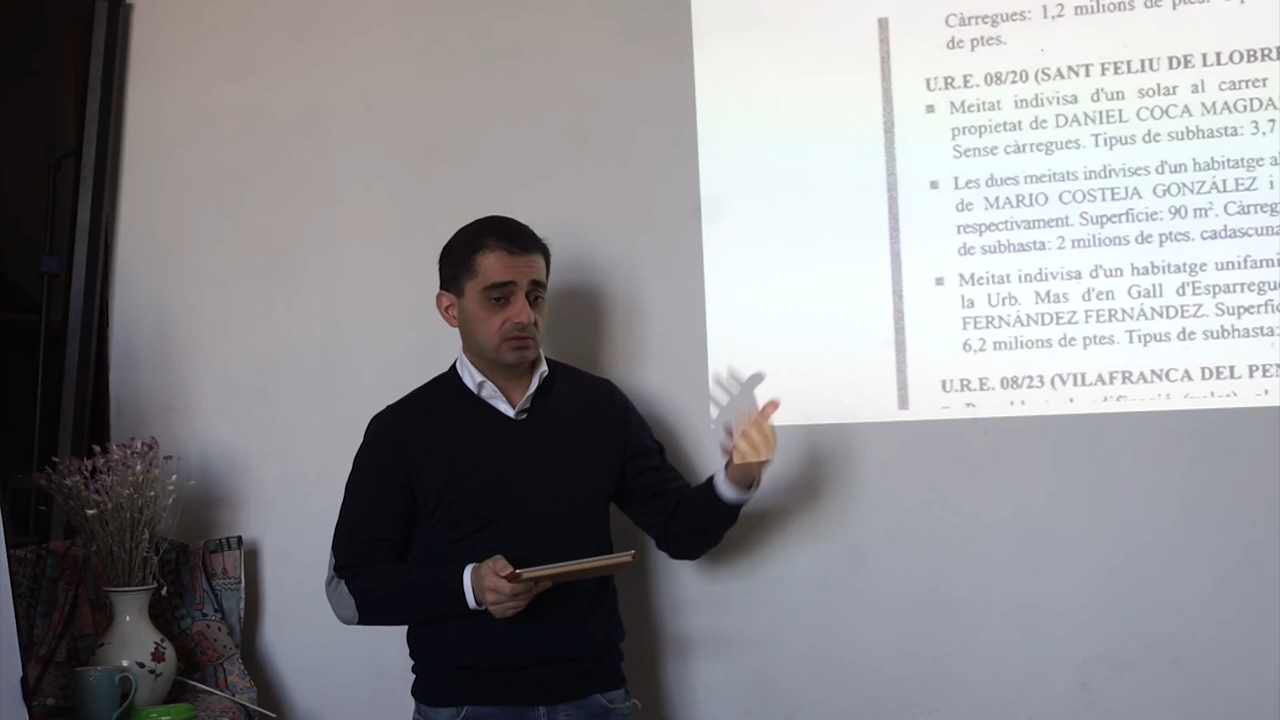 Càrregues: 1,2 milions de ptes.
de ptes.
U.R.E. 08/20 (SANT FELIU DE LLOBRE
Meitat indivisa d'un solar al carrer
propietat de DANIEL COCA MAGDA
Sense càrregues. Tipus de subhasta: 3,7
Les dues meitats indivises d'un habitatge al
de MARIO COSTEJA GONZÁLEZ i
respectivament. Superfície: 90 m². Càrreg
de subhasta: 2 milions de ptes. cadascuna
Meitat indivisa d'un habitatge unifami
la Urb. Mas d'en Gall d'Esparregue
FERNÁNDEZ FERNÁNDEZ. Superfíc
6,2 milions de ptes. Tipus de subhasta:
U.R.E. 08/23 (VILAFRANCA DEL PEN